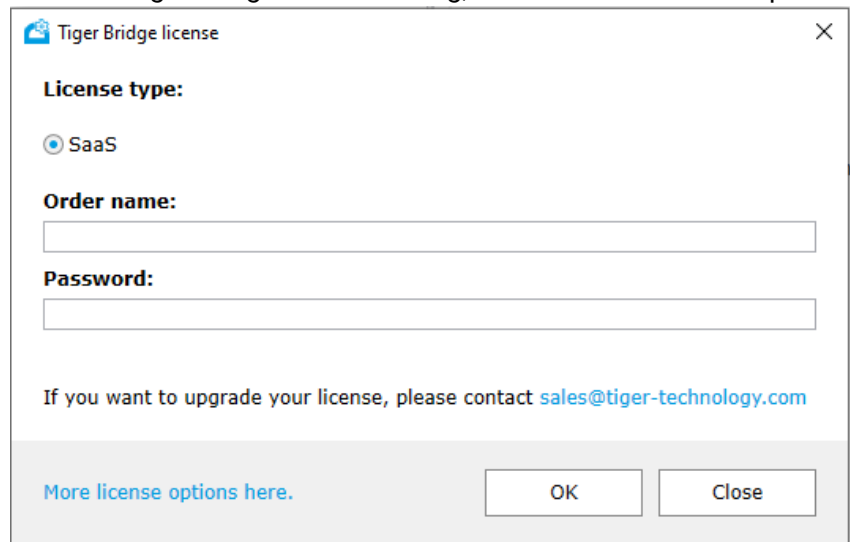 Tiger Bridge license
License type:
SaaS
Order name:
Password:
If you want to upgrade your license, please contact sales@tiger-technology.com
More license options here.
OK
Close